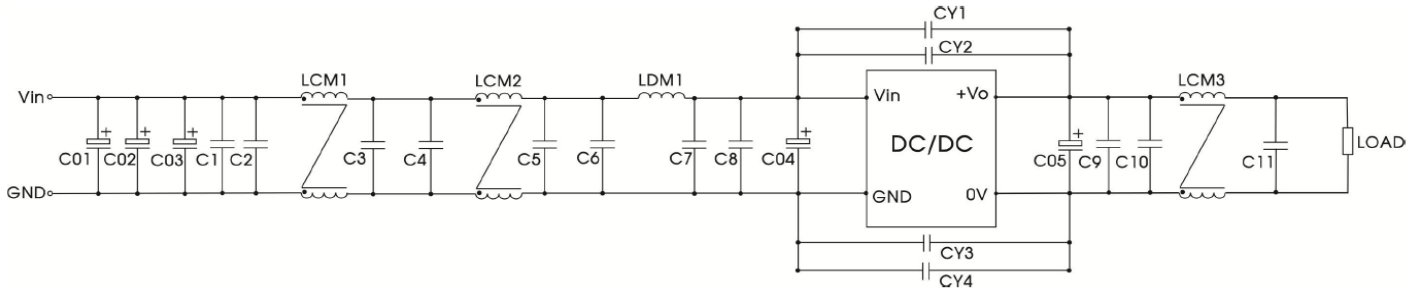 CY1
CY2
LCM1
LCM2
LDM1
LCM3
Vin
Vin
+Vo
DC/DC
C01
C02
C03
C1
C2
C3
C4
C5
C6
C7
C8
C04
C05
C9
C10
C11
LOAD
GND
GND
0V
CY3
CY4